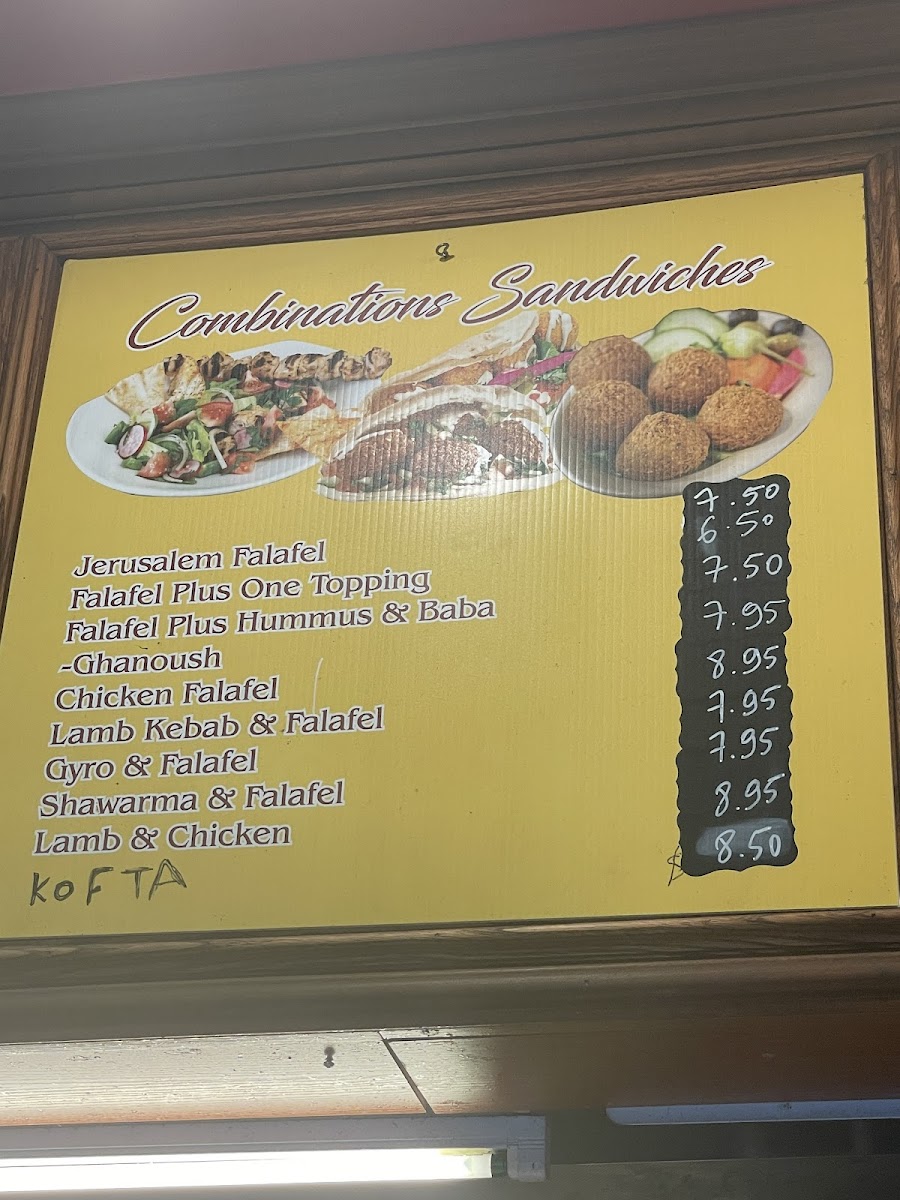 Combinations Sandwiches
Jerusalem Falafel
Falafel Plus One Topping
Falafel Plus Hummus & Baba
-Ghanoush
Chicken Falafel
Lamb Kebab & Falafel
Gyro & Falafel
Shawarma & Falafel
Lamb & Chicken
KOFTA
7.50
6.50
7.50
7.95
8.95
7.95
7.95
8.95
$ 8.50